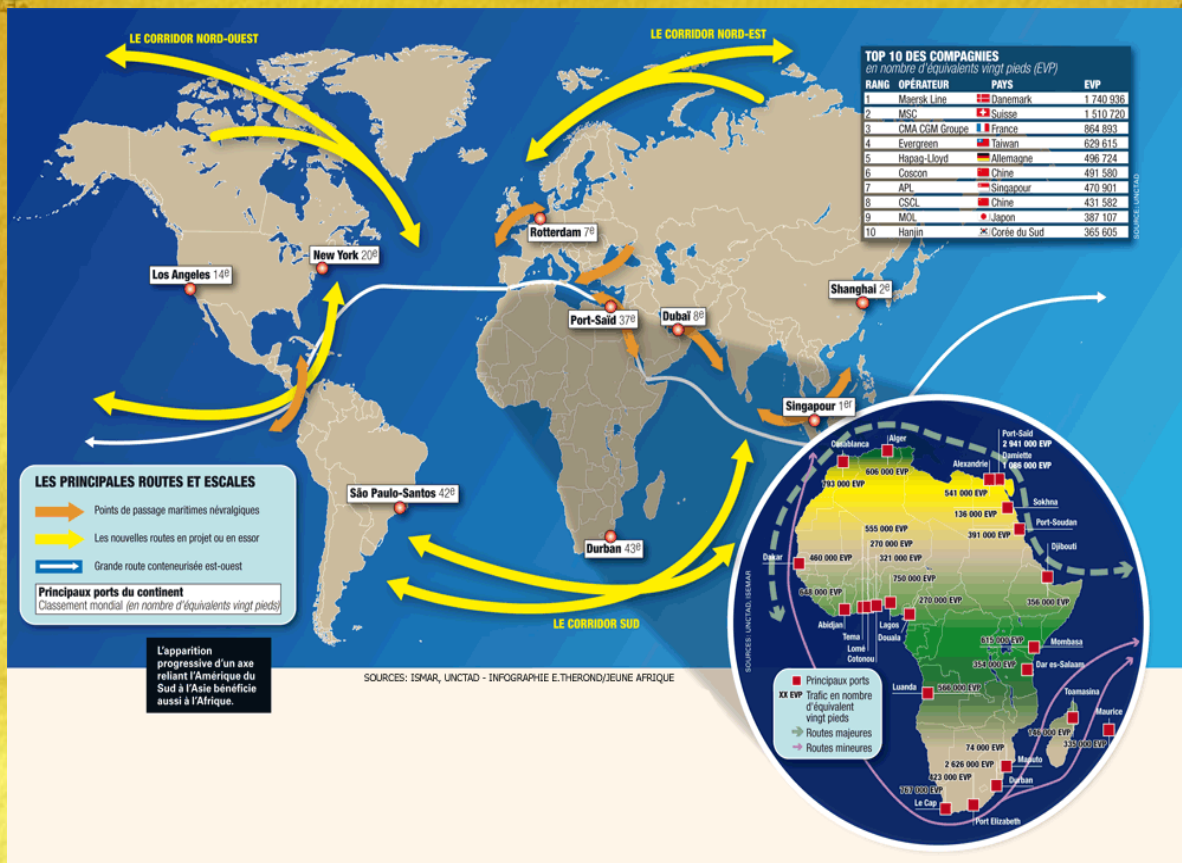 LE CORRIDOR NORD-OUEST
LE CORRIDOR NORD-EST
TOP 10 DES COMPAGNIES
en nombre d'équivalents vingt pieds (EVP)
RANG OPÉRATEUR PAYS EVP
1 Maersk Line Danemark 1 740 936
2 MSC Suisse 1 510 720
3 CMA CGM Groupe France 864 893
4 Evergreen Taiwan 629 615
5 Hapag-Lloyd Allemagne 496 724
6 Coscon Chine 491 580
7 APL Singapour 470 901
8 CSCL Chine 431 582
9 MOL Japon 387 107
10 Hanjin Corée du Sud 365 605
SOURCE: UNCTAD
Rotterdam 7e
New York 20e
Los Angeles 14e
Shanghai 2e
Port-Saïd 37e
Dubaï 8e
Singapour 1er
São Paulo-Santos 42e
Durban 43e
LE CORRIDOR SUD
LES PRINCIPALES ROUTES ET ESCALES
Points de passage maritimes névralgiques
Les nouvelles routes en projet ou en essor
Grande route conteneurisée est-ouest
Principaux ports du continent
Classement mondial (en nombre d'équivalents vingt pieds)
L'apparition
progressive d'un axe
reliant l'Amérique du
Sud à l'Asie bénéficie
aussi à l'Afrique.
SOURCES: ISMAR, UNCTAD - INFOGRAPHIE E.THEROND/JEUNE AFRIQUE
SOURCES: UNCTAD, ISEMAR
Casablanca
793 000 EVP
Alger
606 000 EVP
Port-Saïd
2 941 000 EVP
Damiette
1 086 000 EVP
Alexandrie
541 000 EVP
Sokhna
136 000 EVP
Port-Soudan
391 000 EVP
Djibouti
356 000 EVP
Dakar
460 000 EVP
555 000 EVP
270 000 EVP
321 000 EVP
750 000 EVP
648 000 EVP
270 000 EVP
Abidjan
Tema
Lomé
Cotonou
Lagos
Douala
615 000 EVP
Mombasa
354 000 EVP
Dar es-Salaam
Luanda
566 000 EVP
Toamasina
146 000 EVP
Maurice
335 000 EVP
74 000 EVP
Maputo
2 626 000 EVP
Durban
423 000 EVP
767 000 EVP
Le Cap
Port Elizabeth
Principaux ports
XX EVP Trafic en nombre
d'équivalent
vingt pieds
Routes majeures
Routes mineures